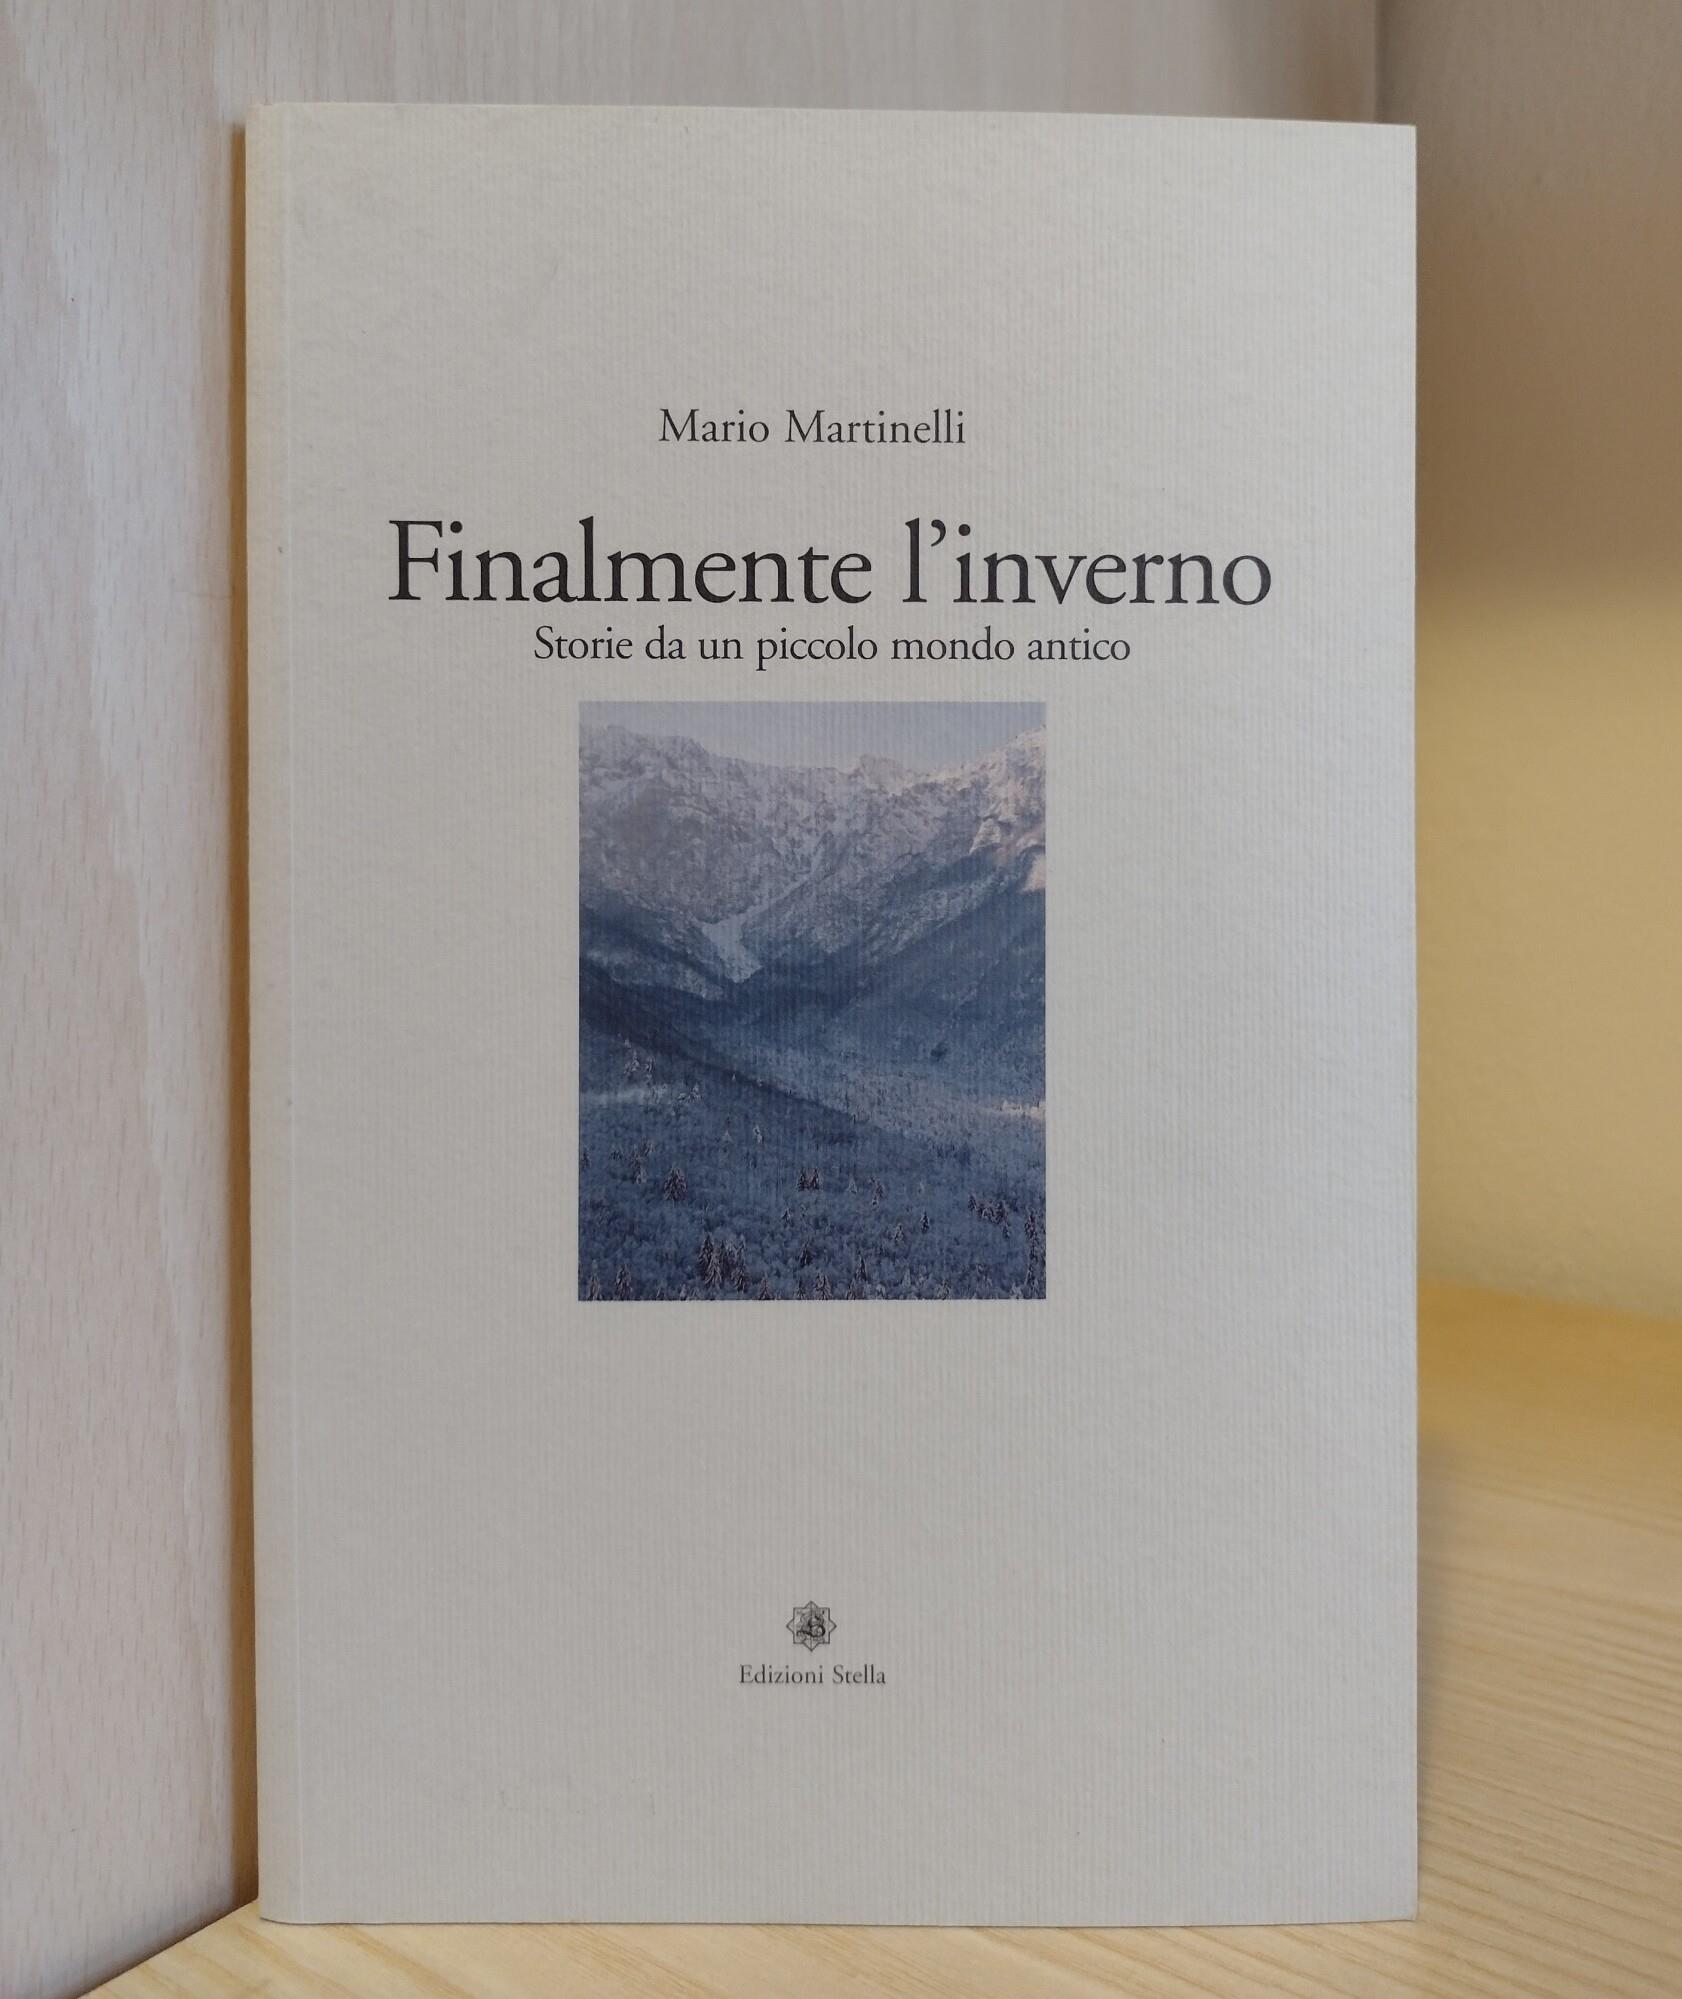 Mario Martinelli
Finalmente l’inverno
Storie da un piccolo mondo antico
Edizioni Stella